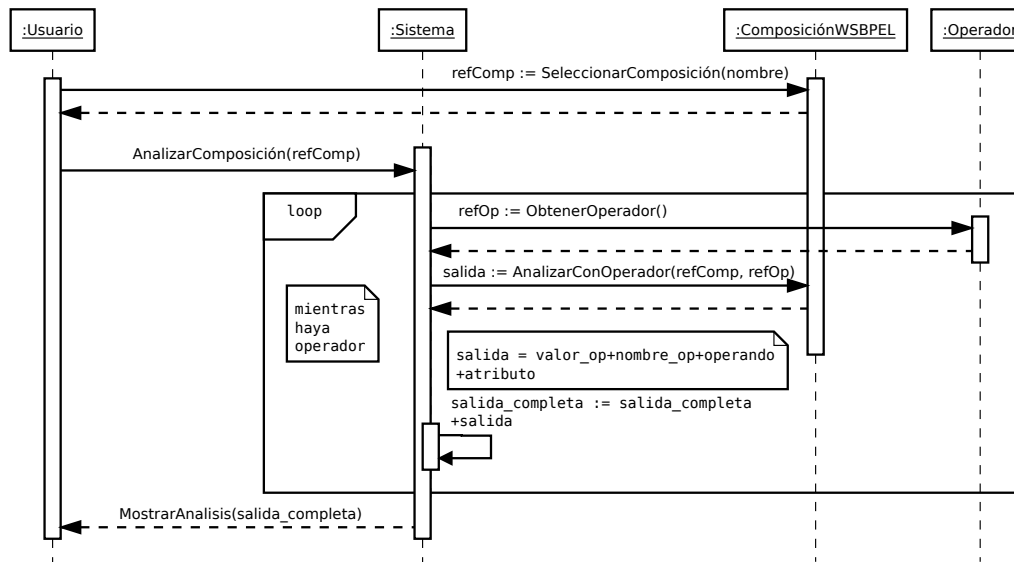 :Usuario
:Sistema
:ComposiciónWSBPEL
:Operador
refComp := SeleccionarComposición(nombre)
AnalizarComposición(refComp)
loop
refOp := ObtenerOperador()
salida := AnalizarConOperador(refComp, refOp)
mientras
haya
operador
salida = valor_op+nombre_op+operando
+atributo
salida_completa := salida_completa
+salida
MostrarAnalisis(salida_completa)